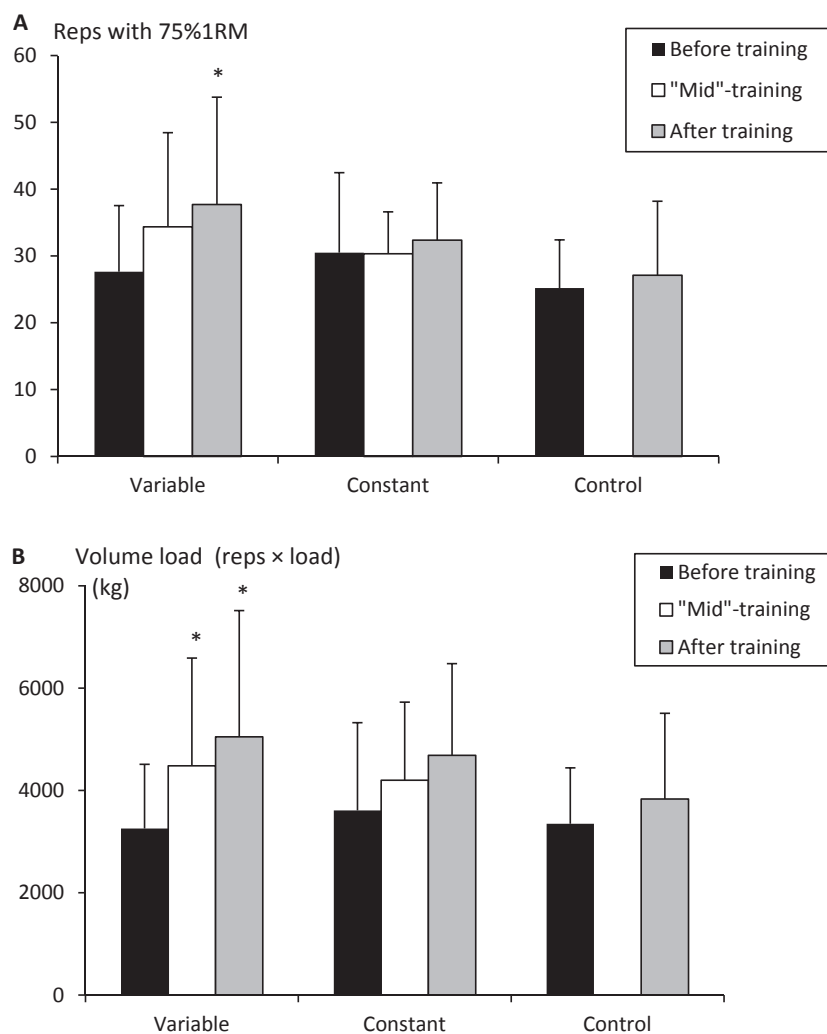 A
Reps with 75%1RM
60
50
40
30
20
10
0
*
Before training
"Mid"-training
After training
Variable
Constant
Control
B
Volume load (reps × load)
(kg)
8000
6000
4000
2000
0
*
*
Before training
"Mid"-training
After training
Variable
Constant
Control